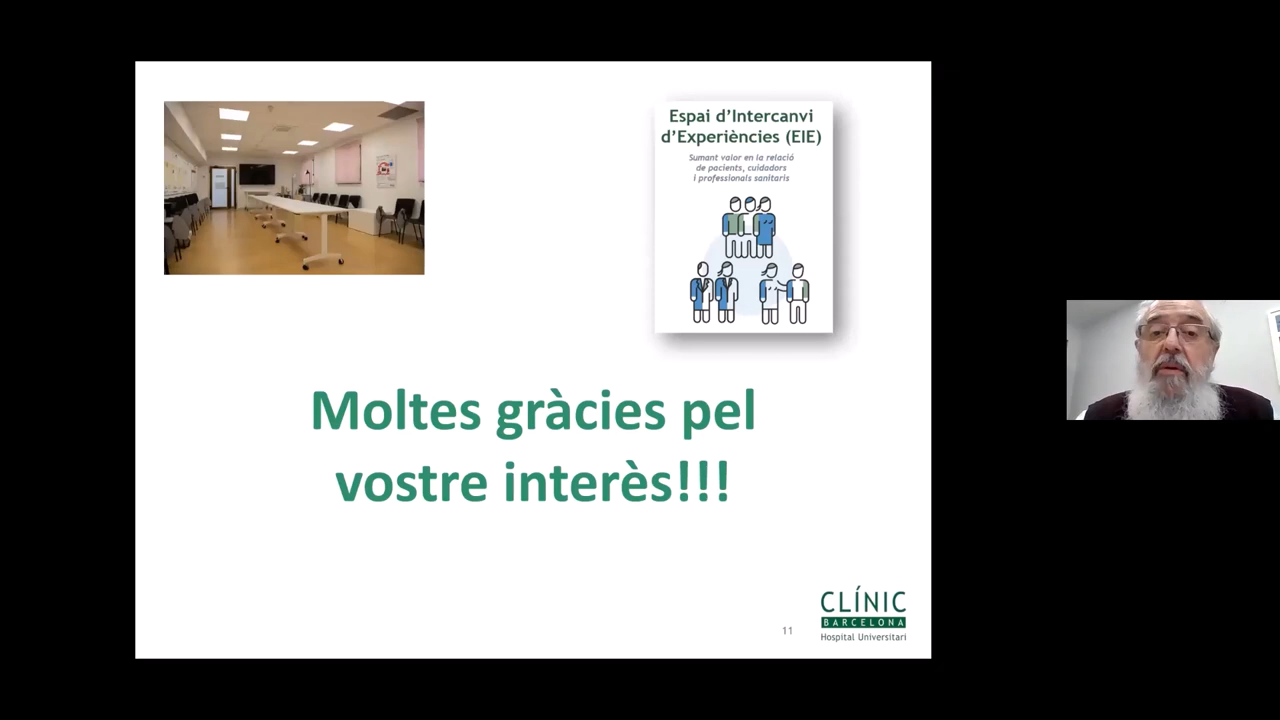 Espai d'Intercanvi
d'Experiències (EIE)
Sumant valor en la relació
de pacients, cuidadors
i professionals sanitaris
Moltes gràcies pel
vostre interès!!!
11
CLÍNIC
BARCELONA
Hospital Universitari